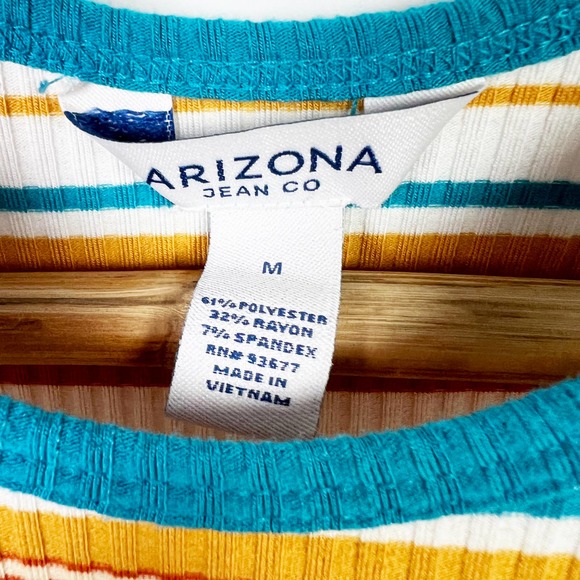 ARIZONA
JEAN CO
M
61% POLYESTER
32% RAYON
7% SPANDEX
RN# 93677
MADE IN
VIETNAM